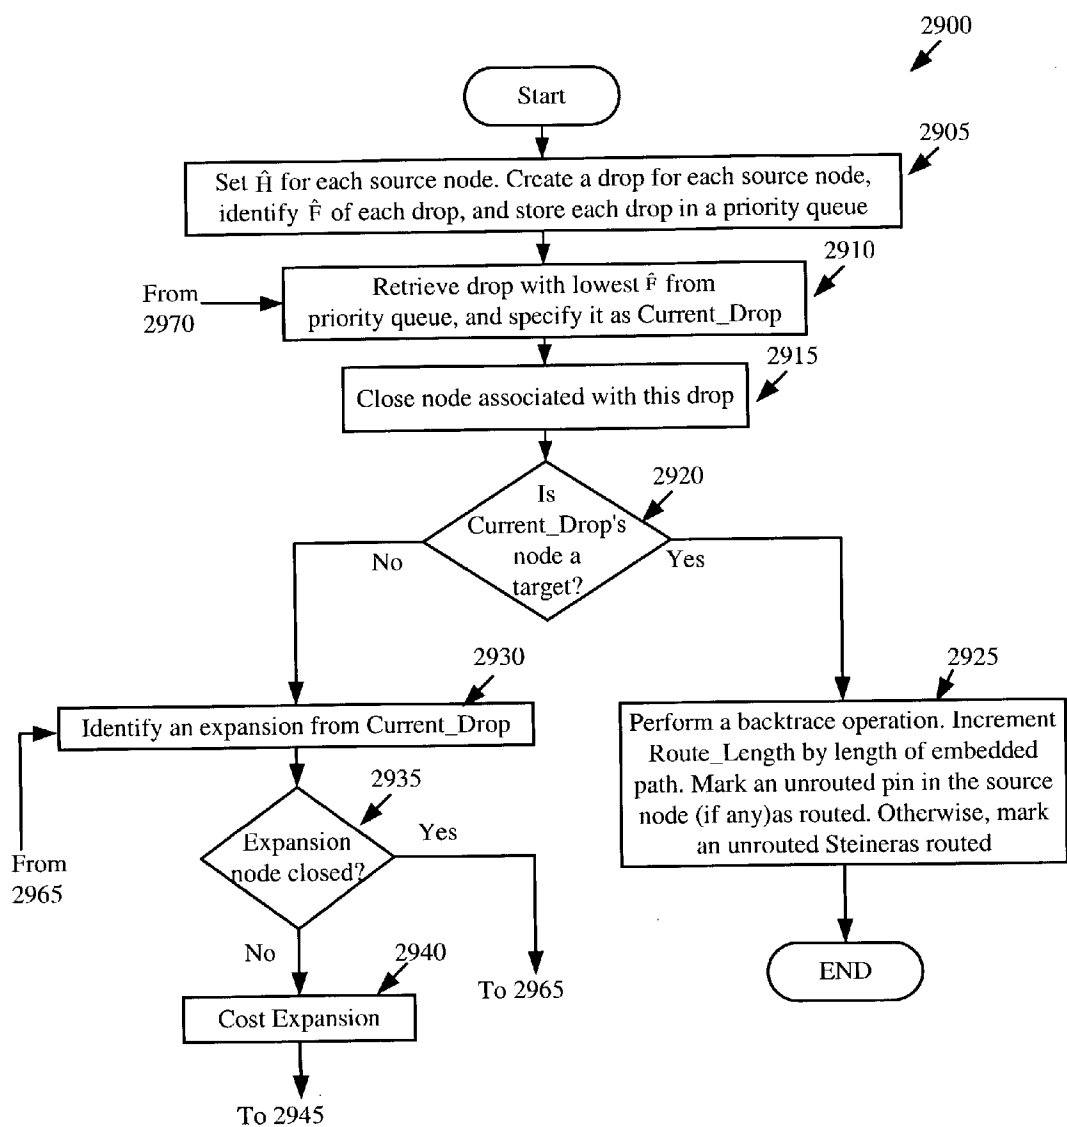 2900
Start
2905
Set Ĥ for each source node. Create a drop for each source node,
identify F̂ of each drop, and store each drop in a priority queue
2910
Retrieve drop with lowest F̂ from
priority queue, and specify it as Current_Drop
From
2970
2915
Close node associated with this drop
2920
Is
Current_Drop's
node a
target?
No
Yes
2930
Identify an expansion from Current_Drop
2925
Perform a backtrace operation. Increment
Route_Length by length of embedded
path. Mark an unrouted pin in the source
node (if any)as routed. Otherwise, mark
an unrouted Steineras routed
2935
Expansion
node closed?
Yes
From
2965
No
2940
To 2965
END
Cost Expansion
To 2945